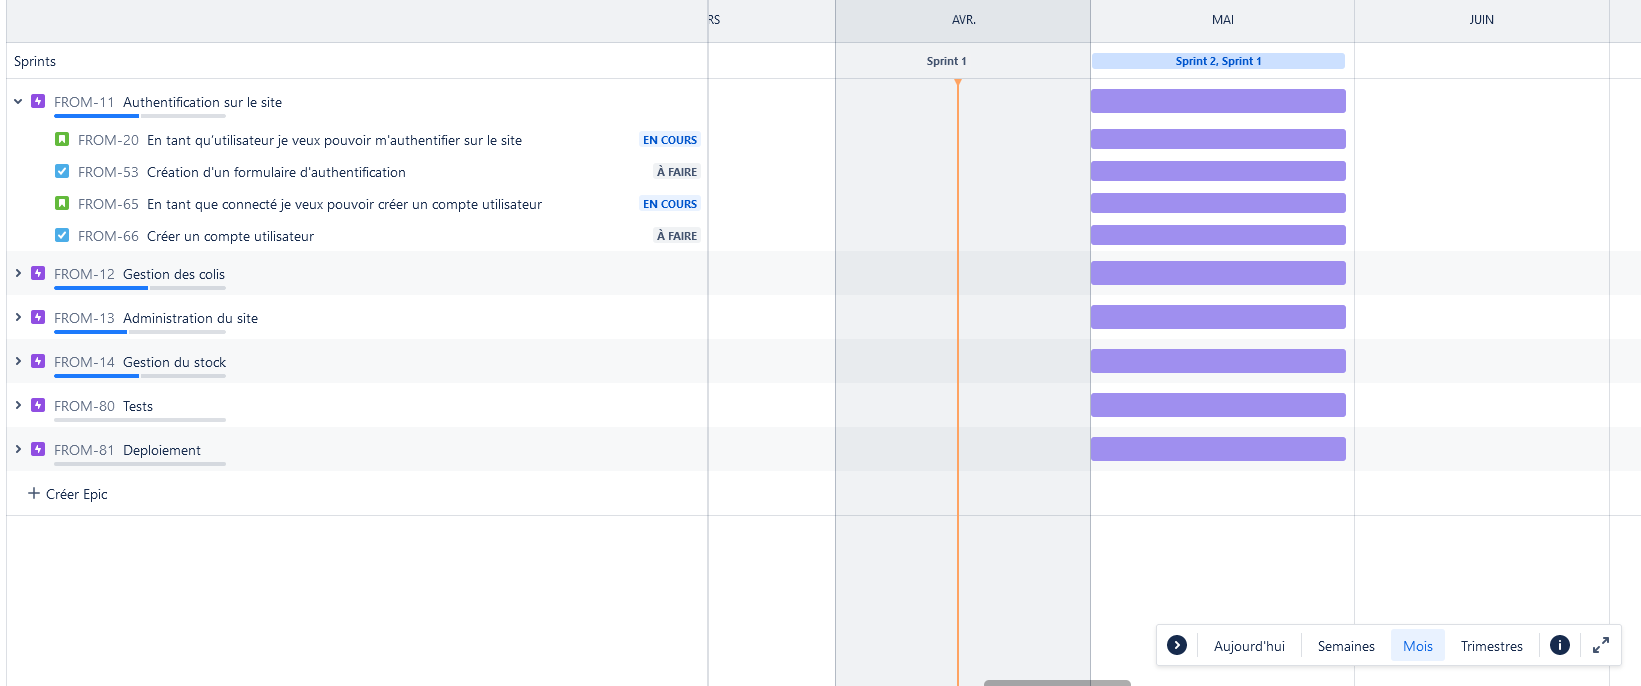 RS
AVR.
MAI
JUIN
Sprints
Sprint 1
Sprint 2, Sprint 1
FROM-11 Authentification sur le site
FROM-20 En tant qu'utilisateur je veux pouvoir m'authentifier sur le site EN COURS
FROM-53 Création d'un formulaire d'authentification À FAIRE
FROM-65 En tant que connecté je veux pouvoir créer un compte utilisateur EN COURS
FROM-66 Créer un compte utilisateur À FAIRE
FROM-12 Gestion des colis
FROM-13 Administration du site
FROM-14 Gestion du stock
FROM-80 Tests
FROM-81 Deploiement
+ Créer Epic
Aujourd'hui
Semaines
Mois
Trimestres